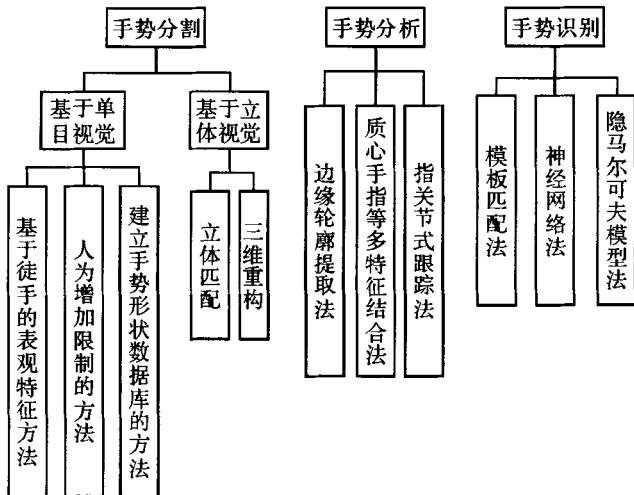 手势分割
基于单
目视觉
基于立
体视觉
基于徒手的表观特征方法
人为增加限制的方法
建立手势形状数据库的方法
立体匹配
三维重构
手势分析
边缘轮廓提取法
质心手指等多特征结合法
指关节式跟踪法
手势识别
模板匹配法
神经网络法
隐马尔可夫模型法